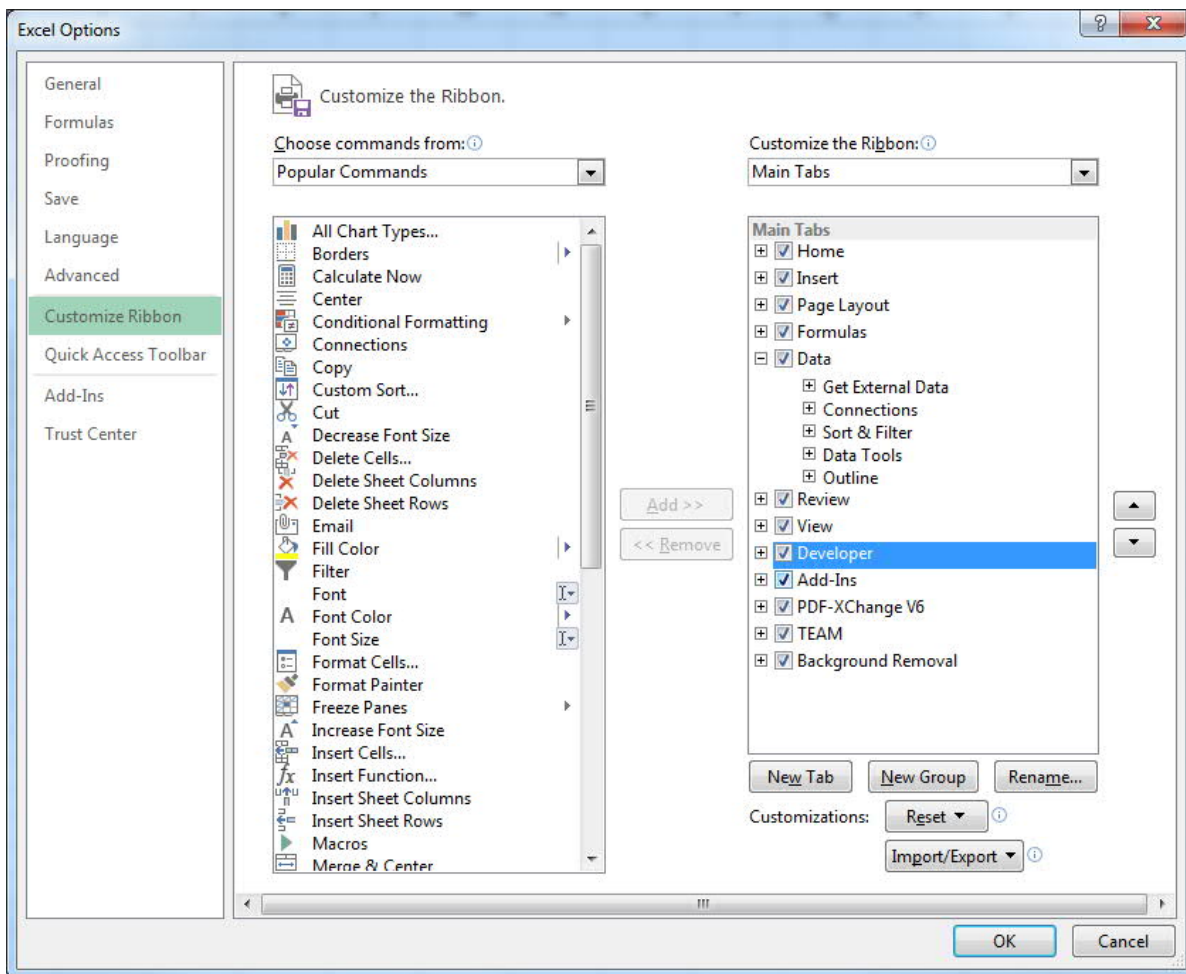 Excel Options
General
Formulas
Proofing
Save
Language
Advanced
Customize Ribbon
Quick Access Toolbar
Add-Ins
Trust Center
Customize the Ribbon.
Choose commands from:
Popular Commands
All Chart Types...
Borders
Calculate Now
Center
Conditional Formatting
Connections
Copy
Custom Sort...
Cut
Decrease Font Size
Delete Cells...
Delete Sheet Columns
Delete Sheet Rows
Email
Fill Color
Filter
Font
Font Color
Font Size
Format Cells...
Format Painter
Freeze Panes
Increase Font Size
Insert Cells...
Insert Function...
Insert Sheet Columns
Insert Sheet Rows
Macros
Merge & Center
Add >>
<< Remove
Customize the Ribbon:
Main Tabs
Main Tabs
Home
Insert
Page Layout
Formulas
Data
Get External Data
Connections
Sort & Filter
Data Tools
Outline
Review
View
Developer
Add-Ins
PDF-XChange V6
TEAM
Background Removal
New Tab
New Group
Rename...
Customizations:
Reset
Import/Export
OK
Cancel